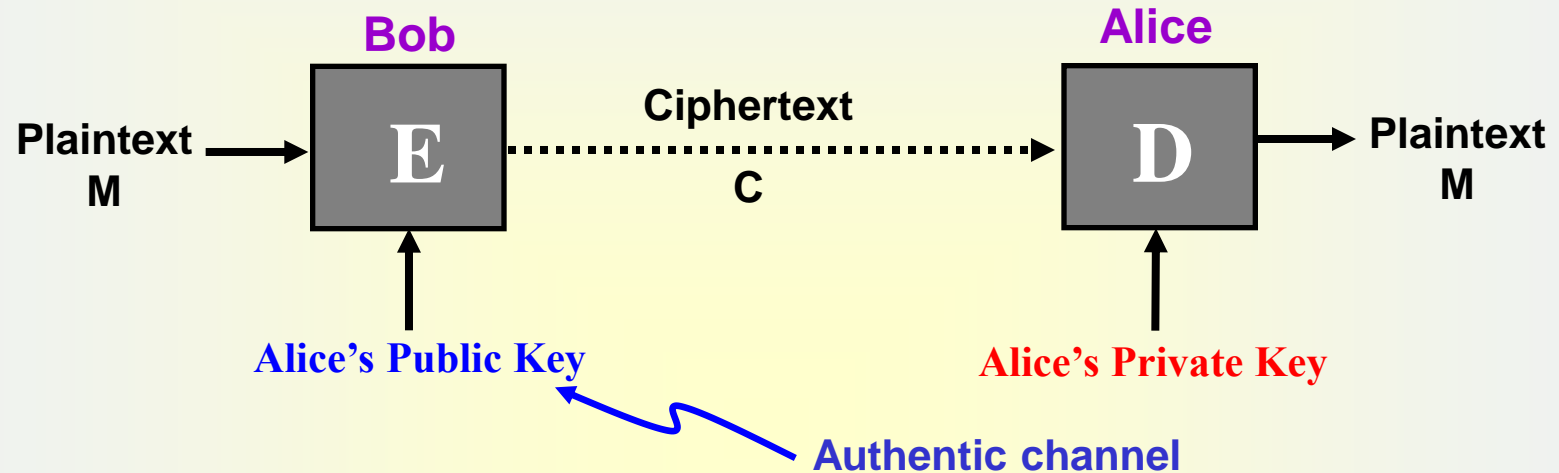 Bob
Alice
Plaintext
M
E
Ciphertext
C
D
Plaintext
M
Alice’s Public Key
Alice’s Private Key
Authentic channel